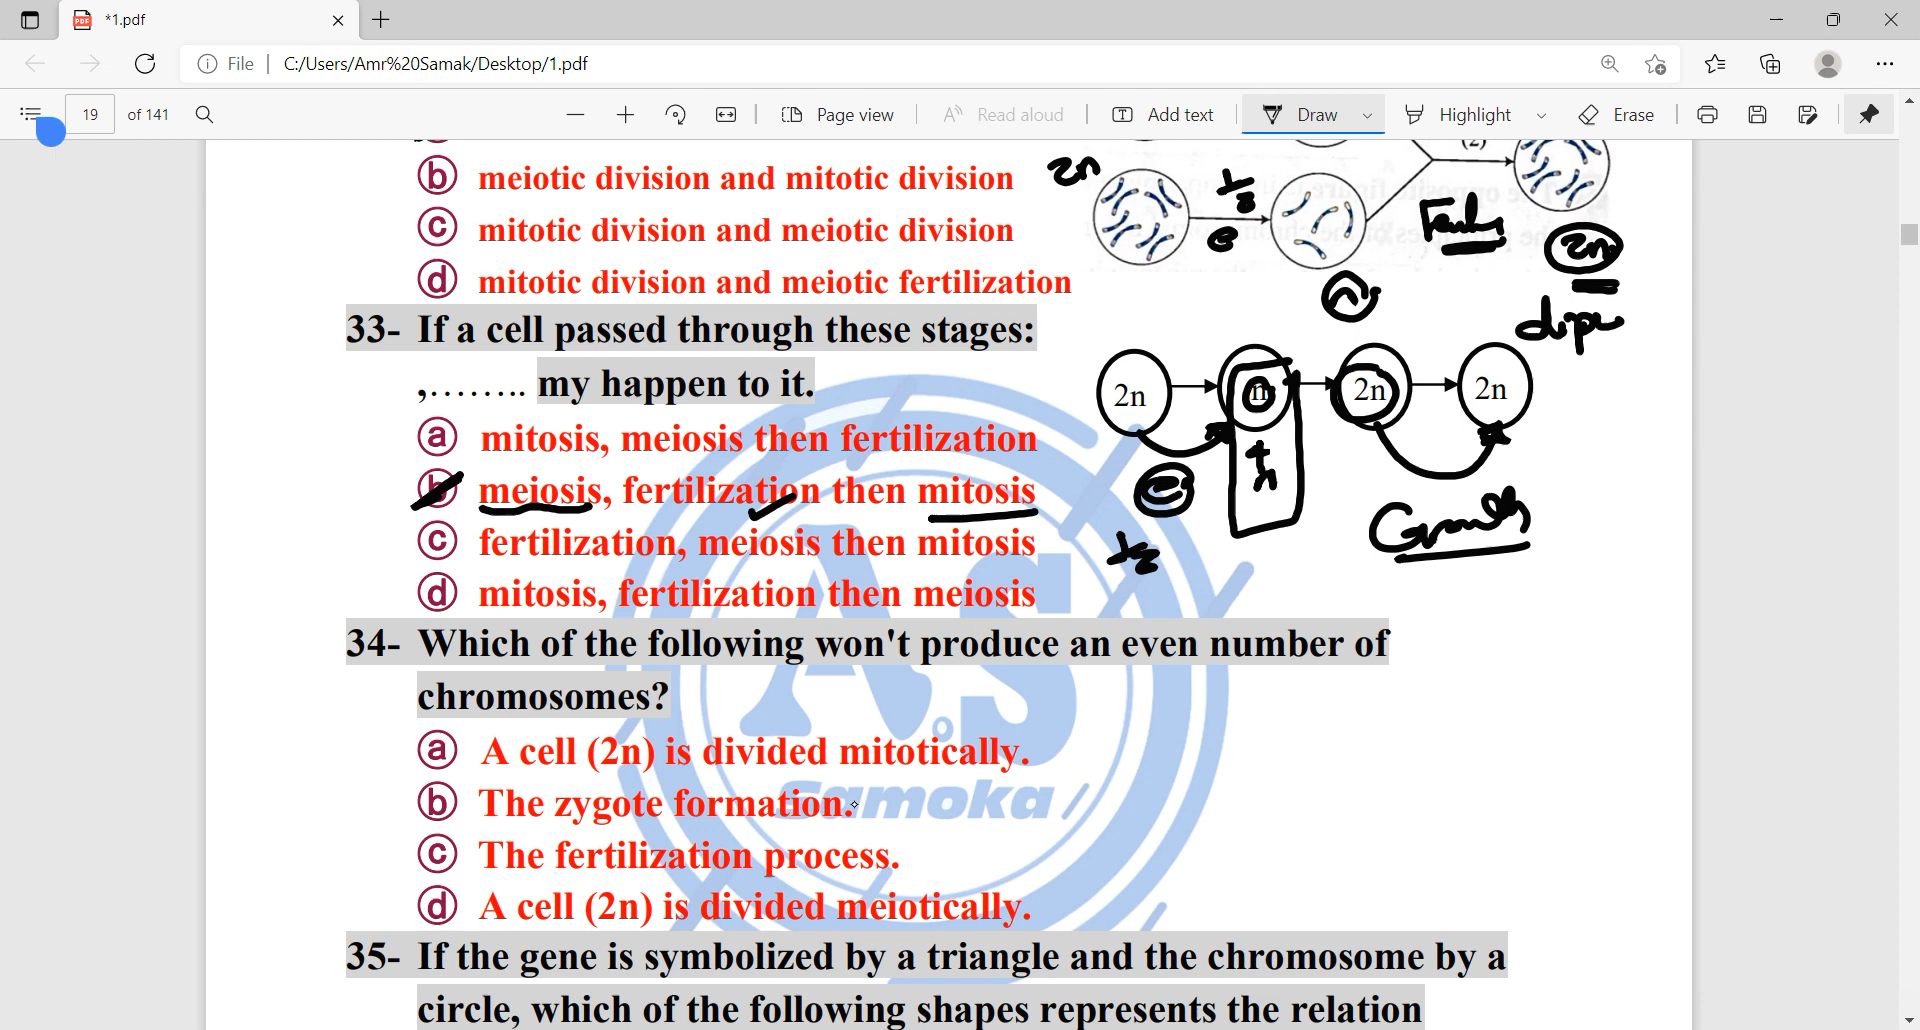 *1.pdf
File
C:/Users/Amr%20Samak/Desktop/1.pdf
19 of 141
Page view
Read aloud
Add text
Draw
Highlight
Erase
ⓑ meiotic division and mitotic division
ⓒ mitotic division and meiotic division
ⓓ mitotic division and meiotic fertilization
(2)
2n
1/2
n
2n
33- If a cell passed through these stages:
,........ my happen to it.
ⓐ mitosis, meiosis then fertilization
ⓑ meiosis, fertilization then mitosis
ⓒ fertilization, meiosis then mitosis
ⓓ mitosis, fertilization then meiosis
2n n 2n 2n
Growth
1/2
34- Which of the following won't produce an even number of
chromosomes?
ⓐ A cell (2n) is divided mitotically.
ⓑ The zygote formation.
ⓒ The fertilization process.
ⓓ A cell (2n) is divided meiotically.
35- If the gene is symbolized by a triangle and the chromosome by a
circle, which of the following shapes represents the relation
A.S
Samoka